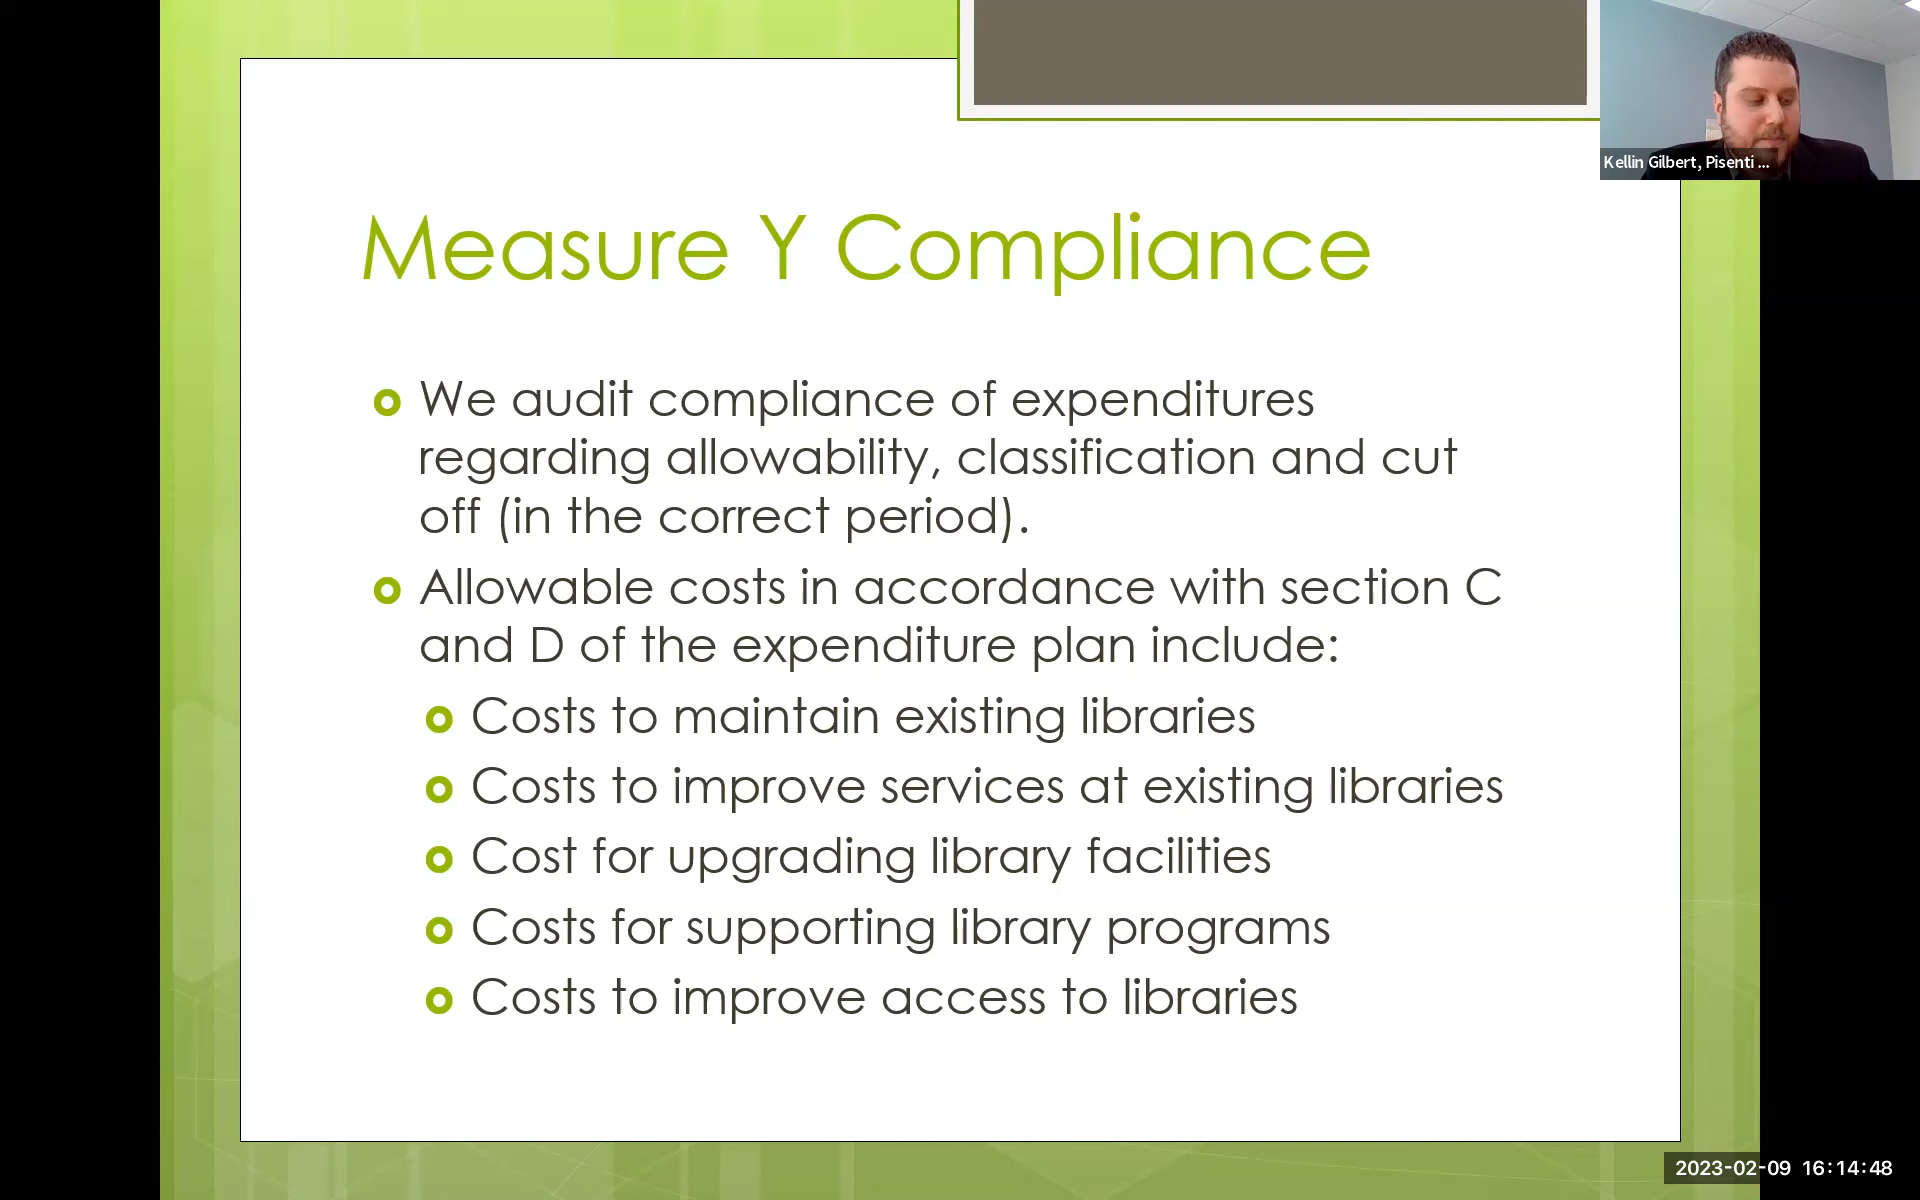 Kellin Gilbert, Pisenti ...
Measure Y Compliance
We audit compliance of expenditures
regarding allowability, classification and cut
off (in the correct period).
Allowable costs in accordance with section C
and D of the expenditure plan include:
Costs to maintain existing libraries
Costs to improve services at existing libraries
Cost for upgrading library facilities
Costs for supporting library programs
Costs to improve access to libraries
2023-02-09 16:14:48